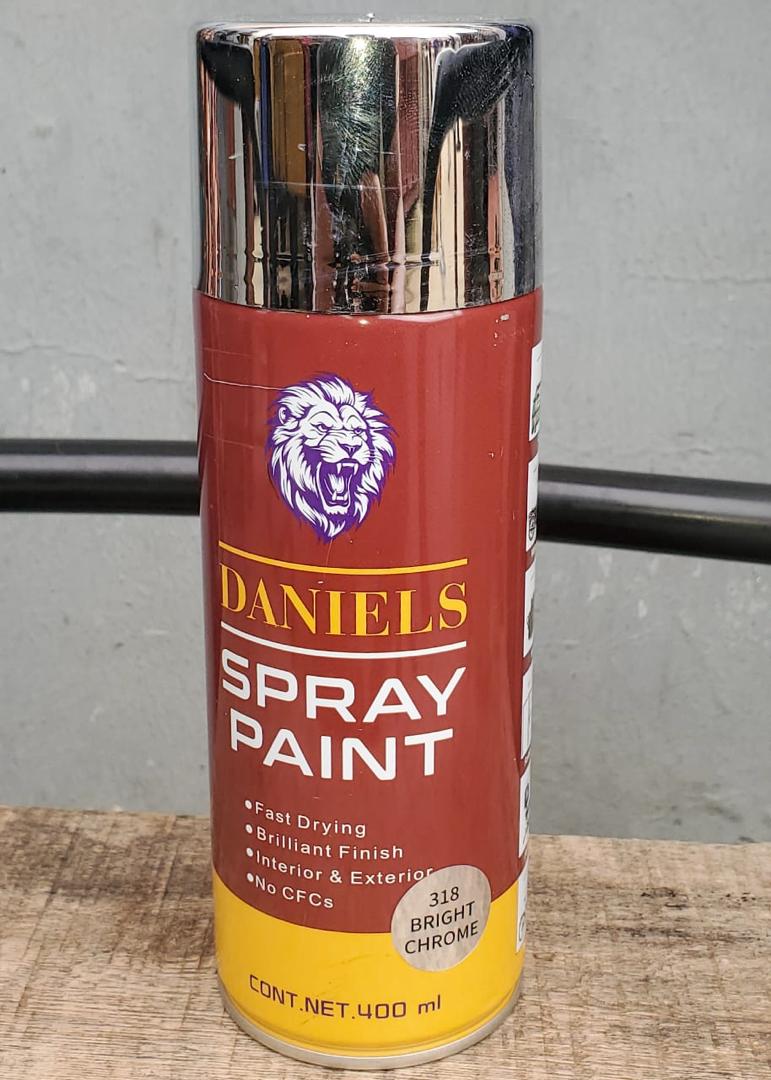 DANIELS
SPRAY
PAINT
•Fast Drying
•Brilliant Finish
•Interior & Exterior
•No CFCs
318
BRIGHT
CHROME
CONT.NET.400 ml